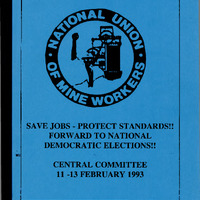 NATIONAL UNION
OF MINE WORKERS
SAVE JOBS - PROTECT STANDARDS!!
FORWARD TO NATIONAL
DEMOCRATIC ELECTIONS!!
CENTRAL COMMITTEE
11 -13 FEBRUARY 1993